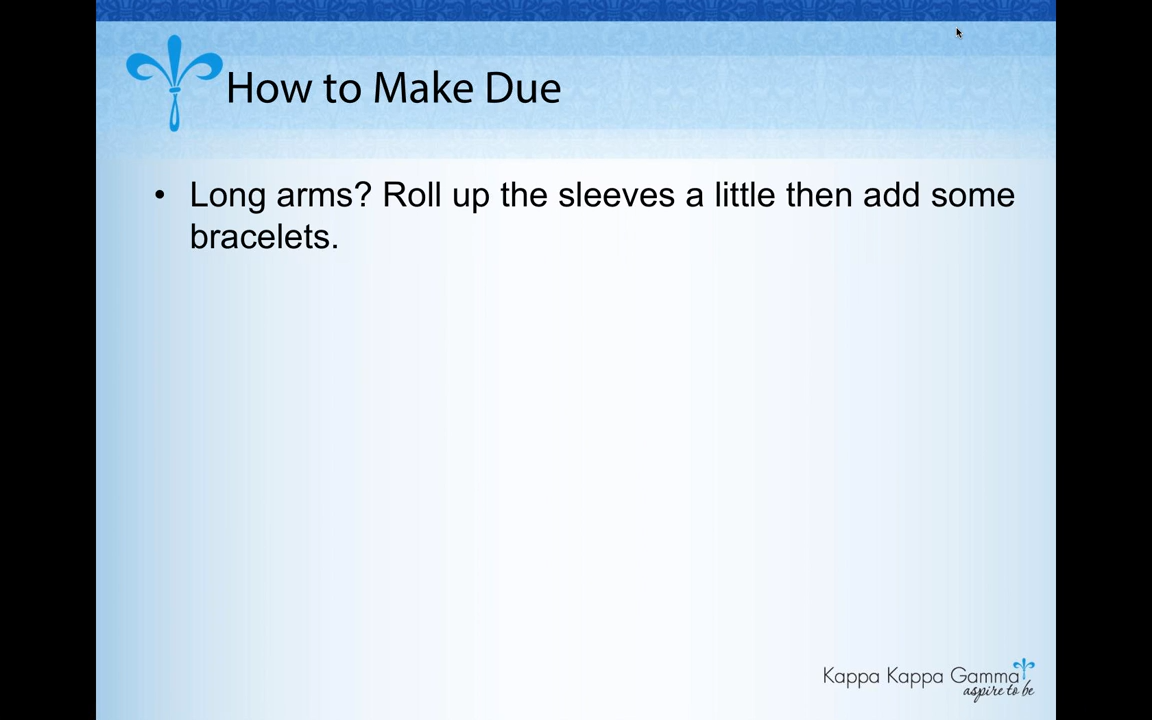 How to Make Due
• Long arms? Roll up the sleeves a little then add some
bracelets.
Kappa Kappa Gamma
aspire to be